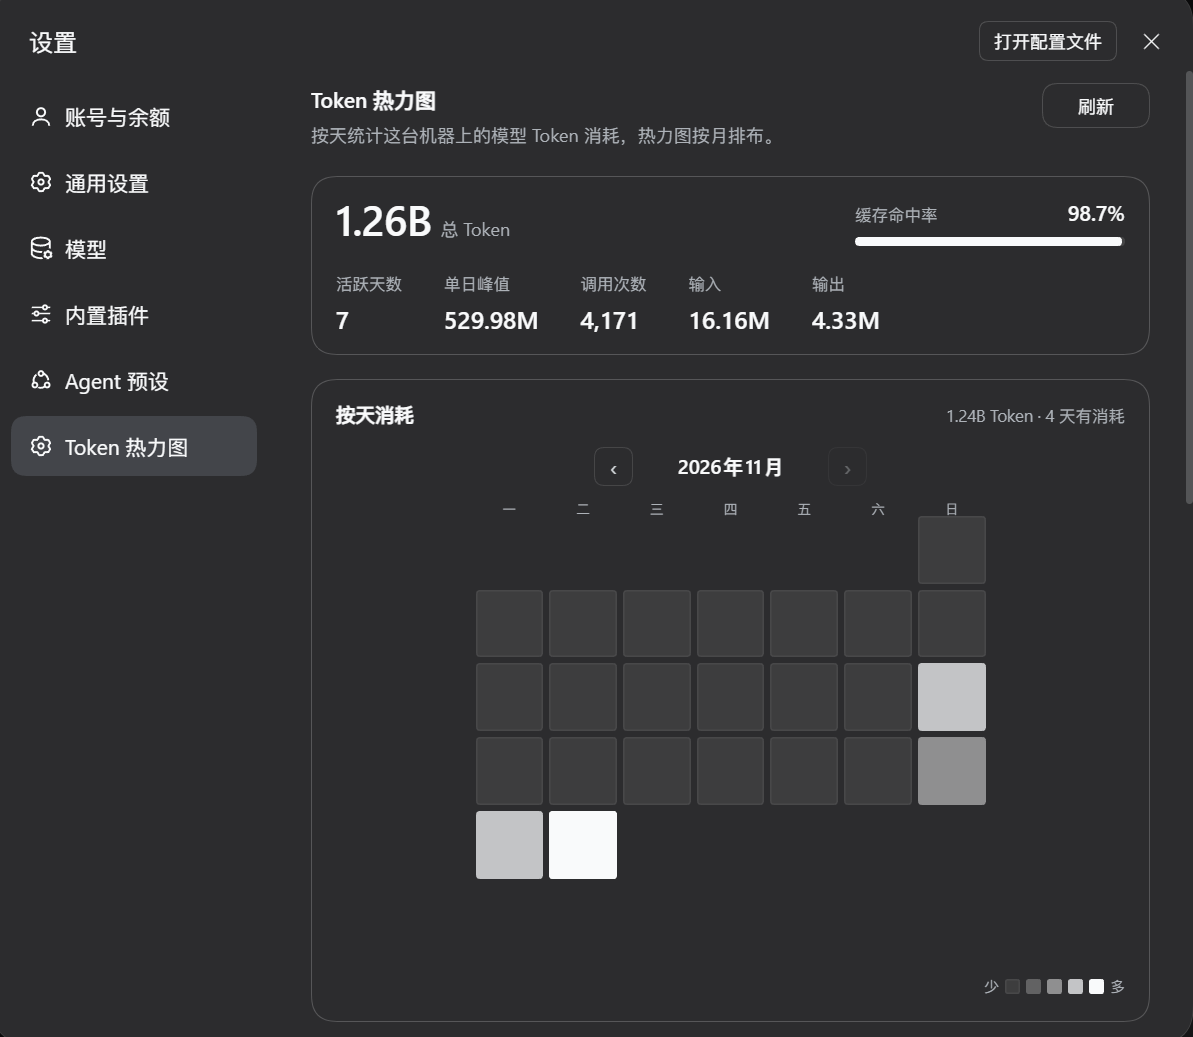 设置
打开配置文件
账号与余额
通用设置
模型
内置插件
Agent 预设
Token 热力图
Token 热力图
刷新
按天统计这台机器上的模型 Token 消耗，热力图按月排布。
1.26B 总 Token
缓存命中率 98.7%
活跃天数 单日峰值 调用次数 输入 输出
7 529.98M 4,171 16.16M 4.33M
按天消耗
1.24B Token · 4 天有消耗
‹ 2026年11月 ›
一 二 三 四 五 六 日
少 多